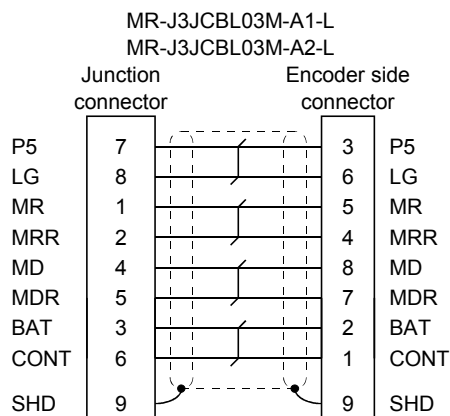 MR-J3JCBL03M-A1-L
MR-J3JCBL03M-A2-L
Junction connector
Encoder side connector
P5 7 3 P5
LG 8 6 LG
MR 1 5 MR
MRR 2 4 MRR
MD 4 8 MD
MDR 5 7 MDR
BAT 3 2 BAT
CONT 6 1 CONT
SHD 9 9 SHD